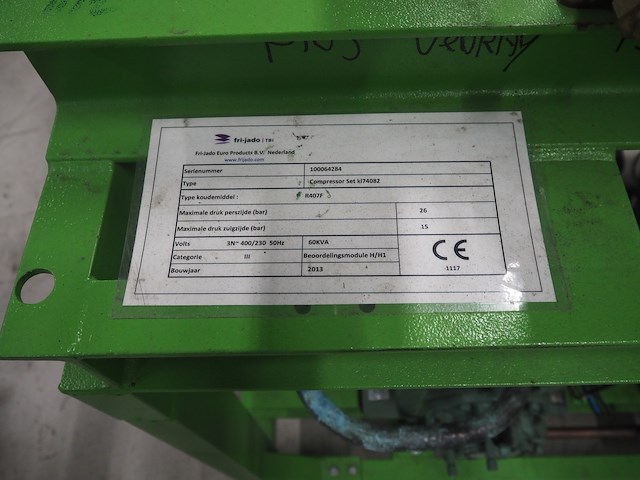 fri-jado
Fri-Jado Euro Products B.V. Nederland
www.frijado.com
Serienummer 100064284
Type Compressor Set kl74082
Type koudemiddel : R407F
Maximale druk perszijde (bar) 26
Maximale druk zuigzijde (bar) 15
Volts 3N~ 400/230 50Hz 60KVA
Categorie III Beoordelingsmodule H/H1
CE
Bouwjaar 2013 1117